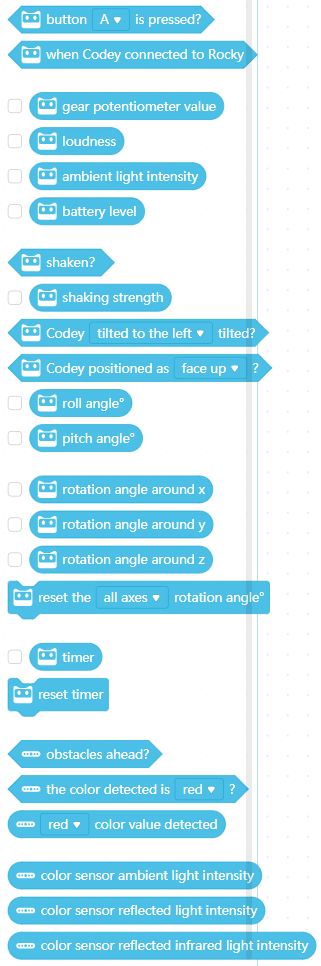 button A ▾ is pressed?
when Codey connected to Rocky
gear potentiometer value
loudness
ambient light intensity
battery level
shaken?
shaking strength
Codey tilted to the left ▾ tilted?
Codey positioned as face up ▾ ?
roll angle°
pitch angle°
rotation angle around x
rotation angle around y
rotation angle around z
reset the all axes ▾ rotation angle°
timer
reset timer
obstacles ahead?
the color detected is red ▾ ?
red ▾ color value detected
color sensor ambient light intensity
color sensor reflected light intensity
color sensor reflected infrared light intensity